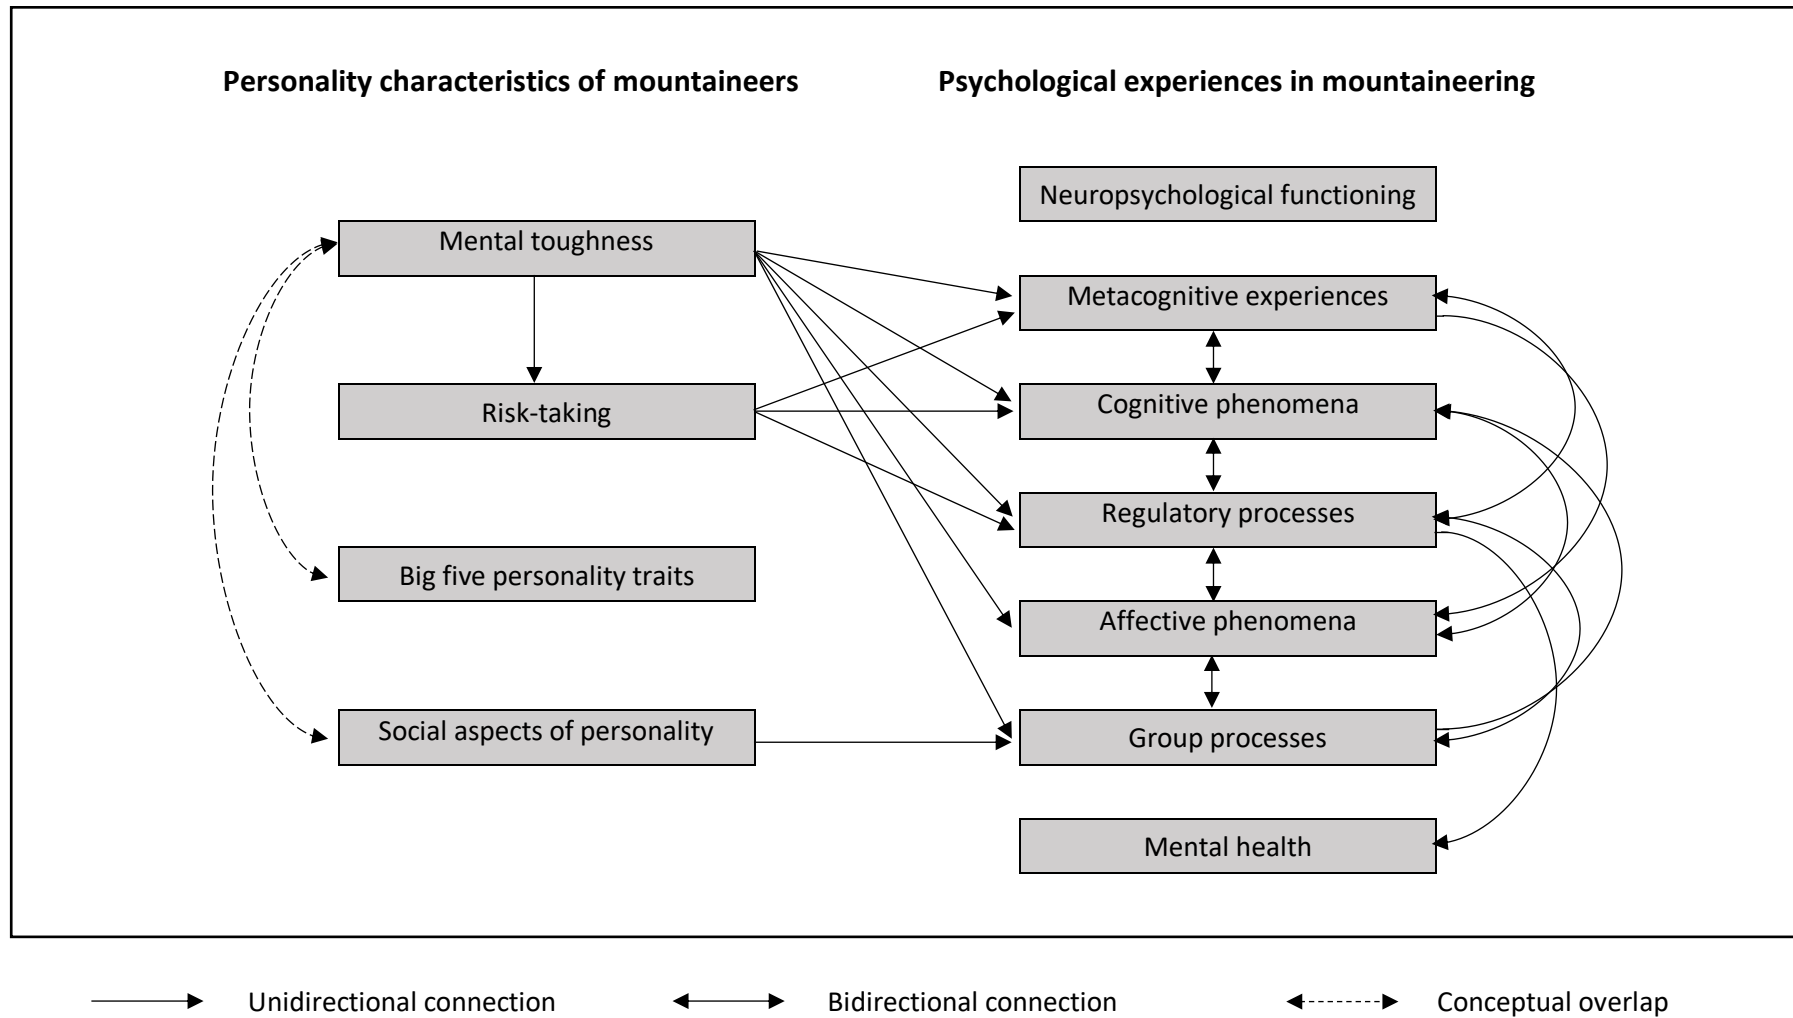 Personality characteristics of mountaineers
Psychological experiences in mountaineering
Mental toughness
Risk-taking
Big five personality traits
Social aspects of personality
Neuropsychological functioning
Metacognitive experiences
Cognitive phenomena
Regulatory processes
Affective phenomena
Group processes
Mental health
Unidirectional connection
Bidirectional connection
Conceptual overlap